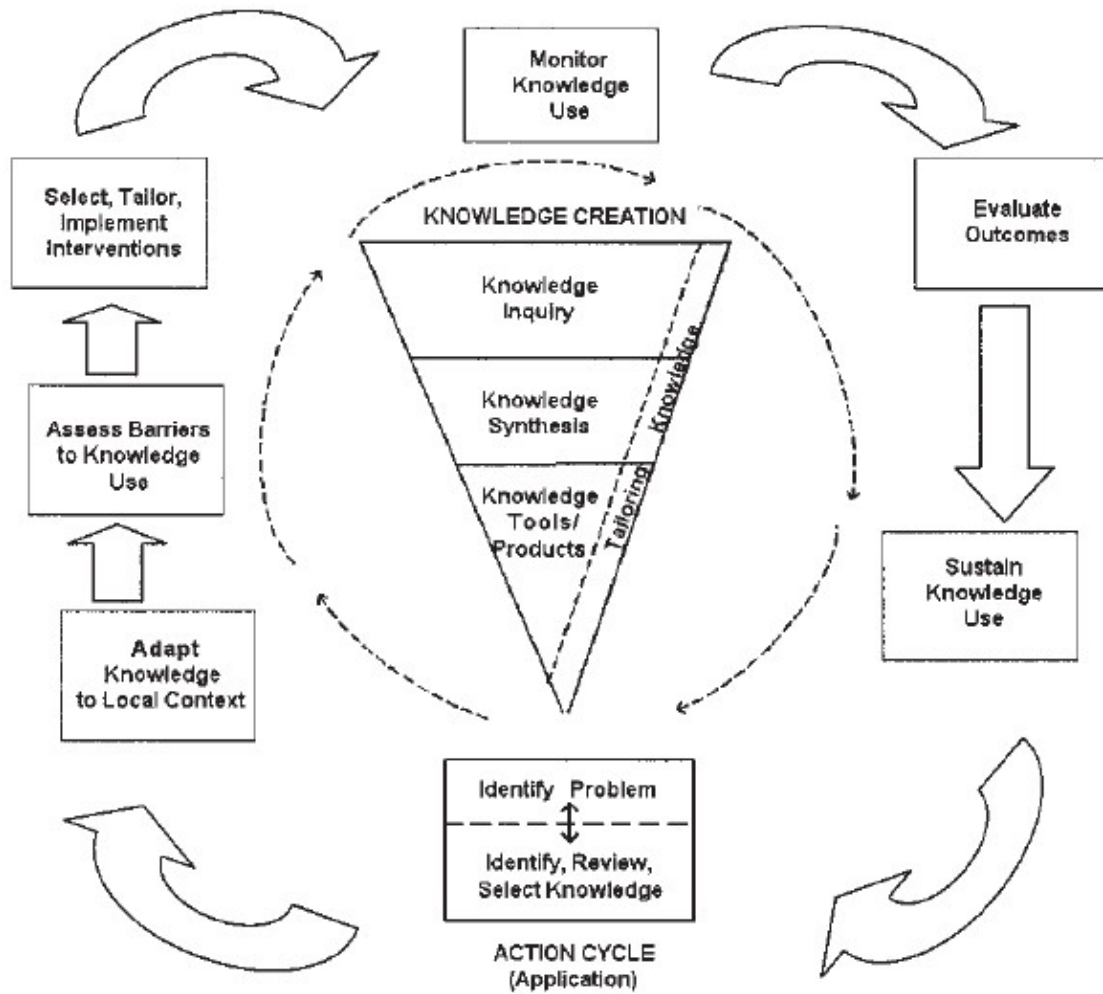 Monitor
Knowledge
Use
Select, Tailor,
Implement
Interventions
Evaluate
Outcomes
KNOWLEDGE CREATION
Knowledge
Inquiry
Knowledge
Synthesis
Knowledge
Tools/
Products
Tailoring Knowledge
Assess Barriers
to Knowledge
Use
Sustain
Knowledge
Use
Adapt
Knowledge
to Local Context
Identify Problem
Identify, Review,
Select Knowledge
ACTION CYCLE
(Application)